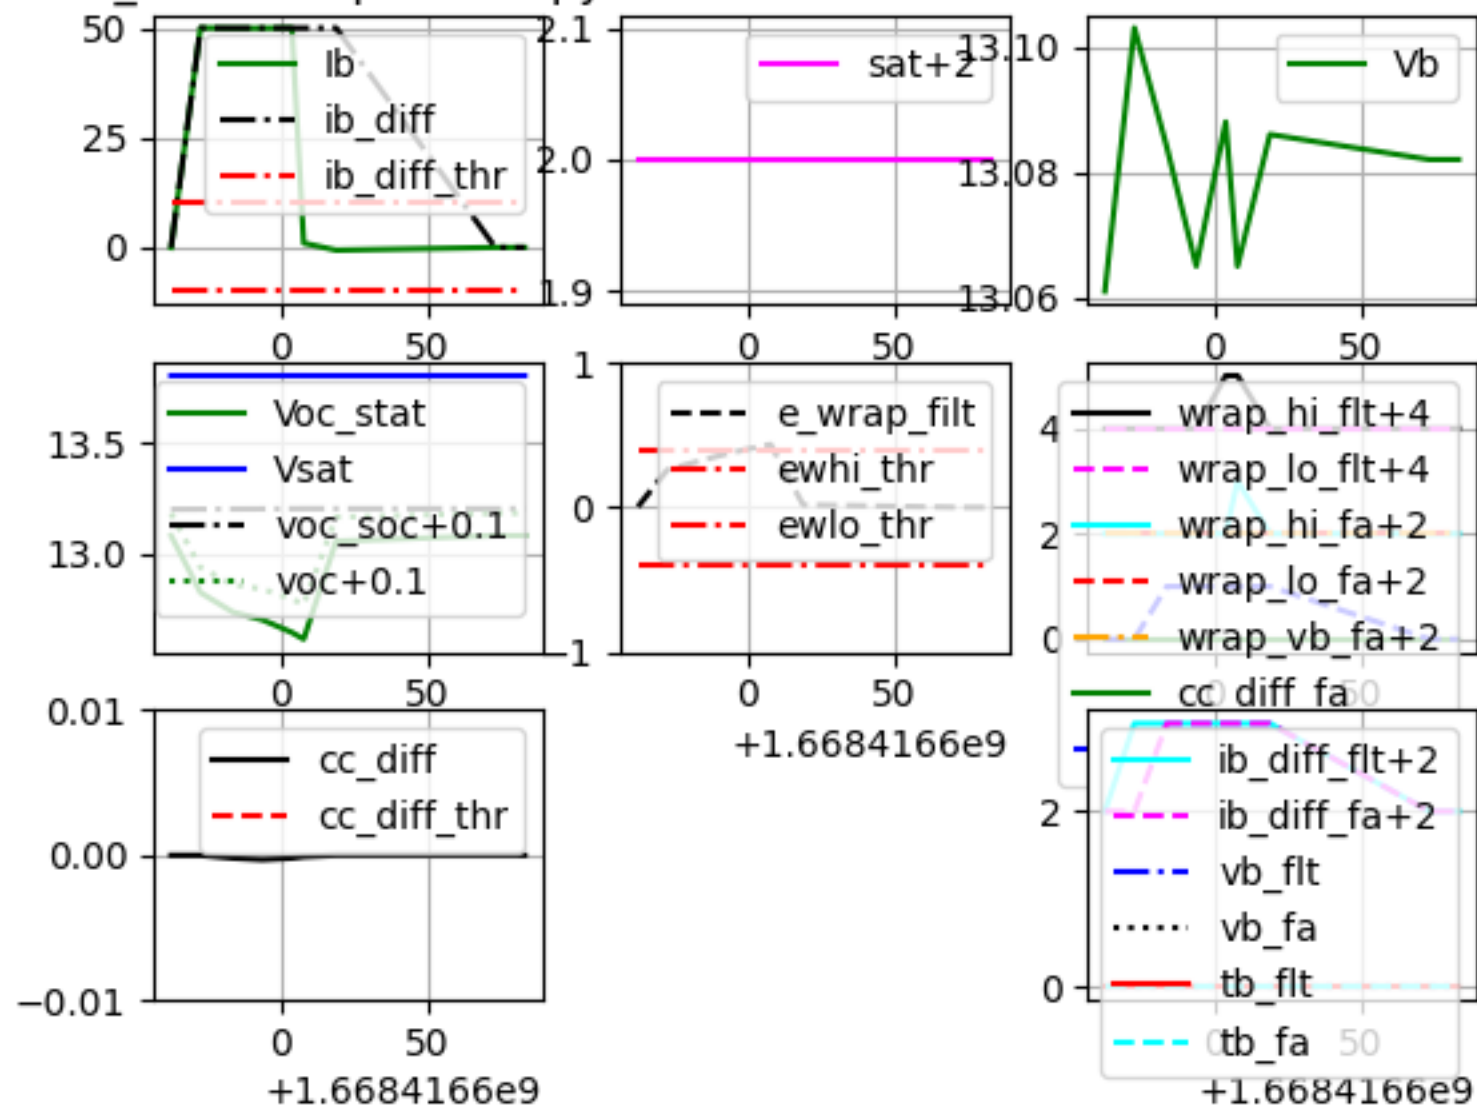 50
25
0
Ib
ib_diff
ib_diff_thr
0
50
2.1
2.0
1.9
sat+2
0
50
13.10
13.08
13.06
Vb
0
50
13.5
13.0
Voc_stat
Vsat
voc_soc+0.1
voc+0.1
0
50
1
0
−1
e_wrap_filt
ewhi_thr
ewlo_thr
0
50
+1.6684166e9
4
2
0
wrap_hi_flt+4
wrap_lo_flt+4
wrap_hi_fa+2
wrap_lo_fa+2
wrap_vb_fa+2
cc_diff_fa
0
50
0.01
0.00
−0.01
cc_diff
cc_diff_thr
0
50
+1.6684166e9
2
0
ib_diff_flt+2
ib_diff_fa+2
vb_flt
vb_fa
tb_flt
tb_fa
0
50
+1.6684166e9